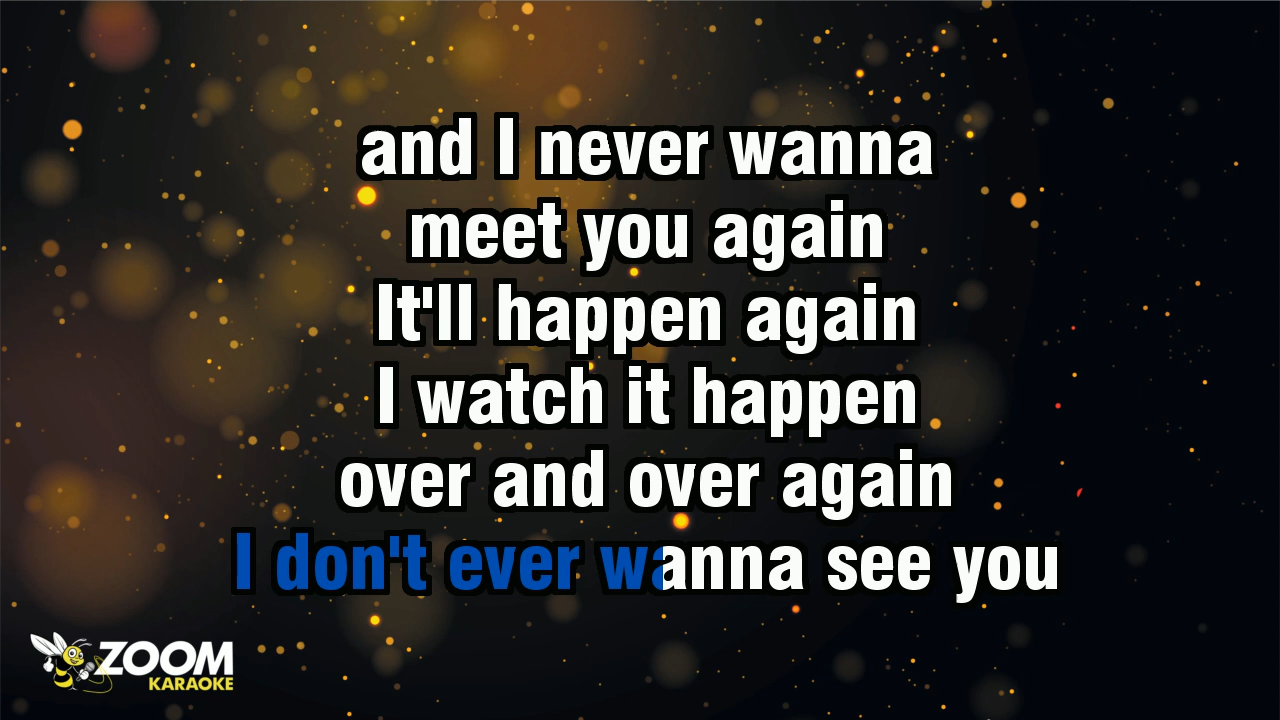 and I never wanna
meet you again
It'll happen again
I watch it happen
over and over again
I don't ever wanna see you
ZOOM
KARAOKE